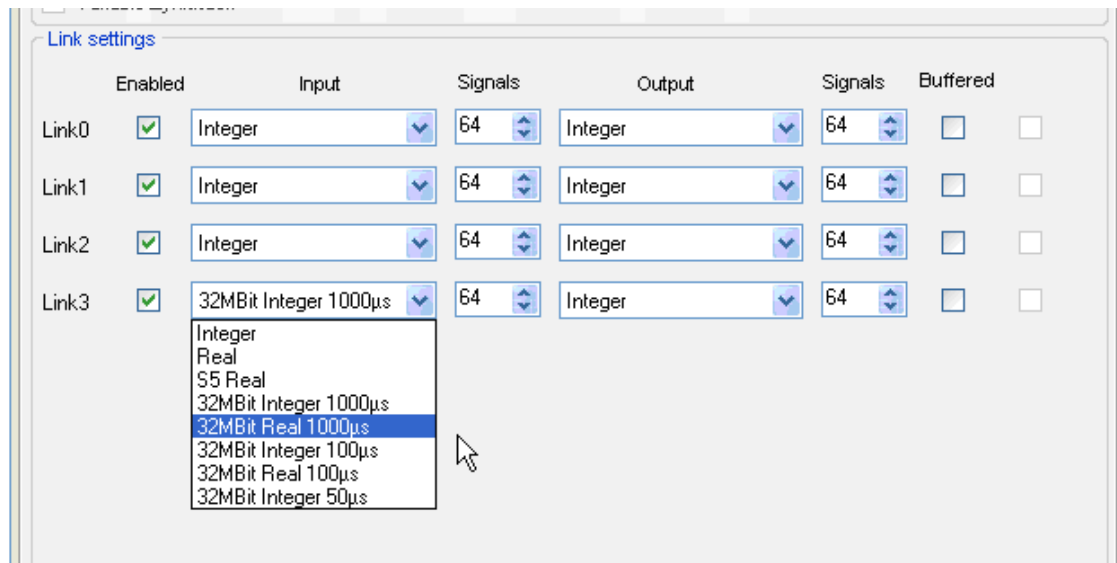 Link settings
Enabled Input Signals Output Signals Buffered
Link0 Integer 64 Integer 64
Link1 Integer 64 Integer 64
Link2 Integer 64 Integer 64
Link3 32MBit Integer 1000µs 64 Integer 64
Integer
Real
S5 Real
32MBit Integer 1000µs
32MBit Real 1000µs
32MBit Integer 100µs
32MBit Real 100µs
32MBit Integer 50µs